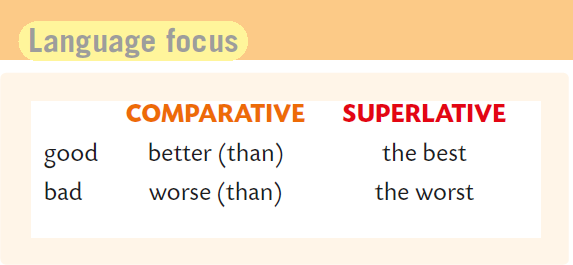 Language focus
COMPARATIVE SUPERLATIVE
good better (than) the best
bad worse (than) the worst